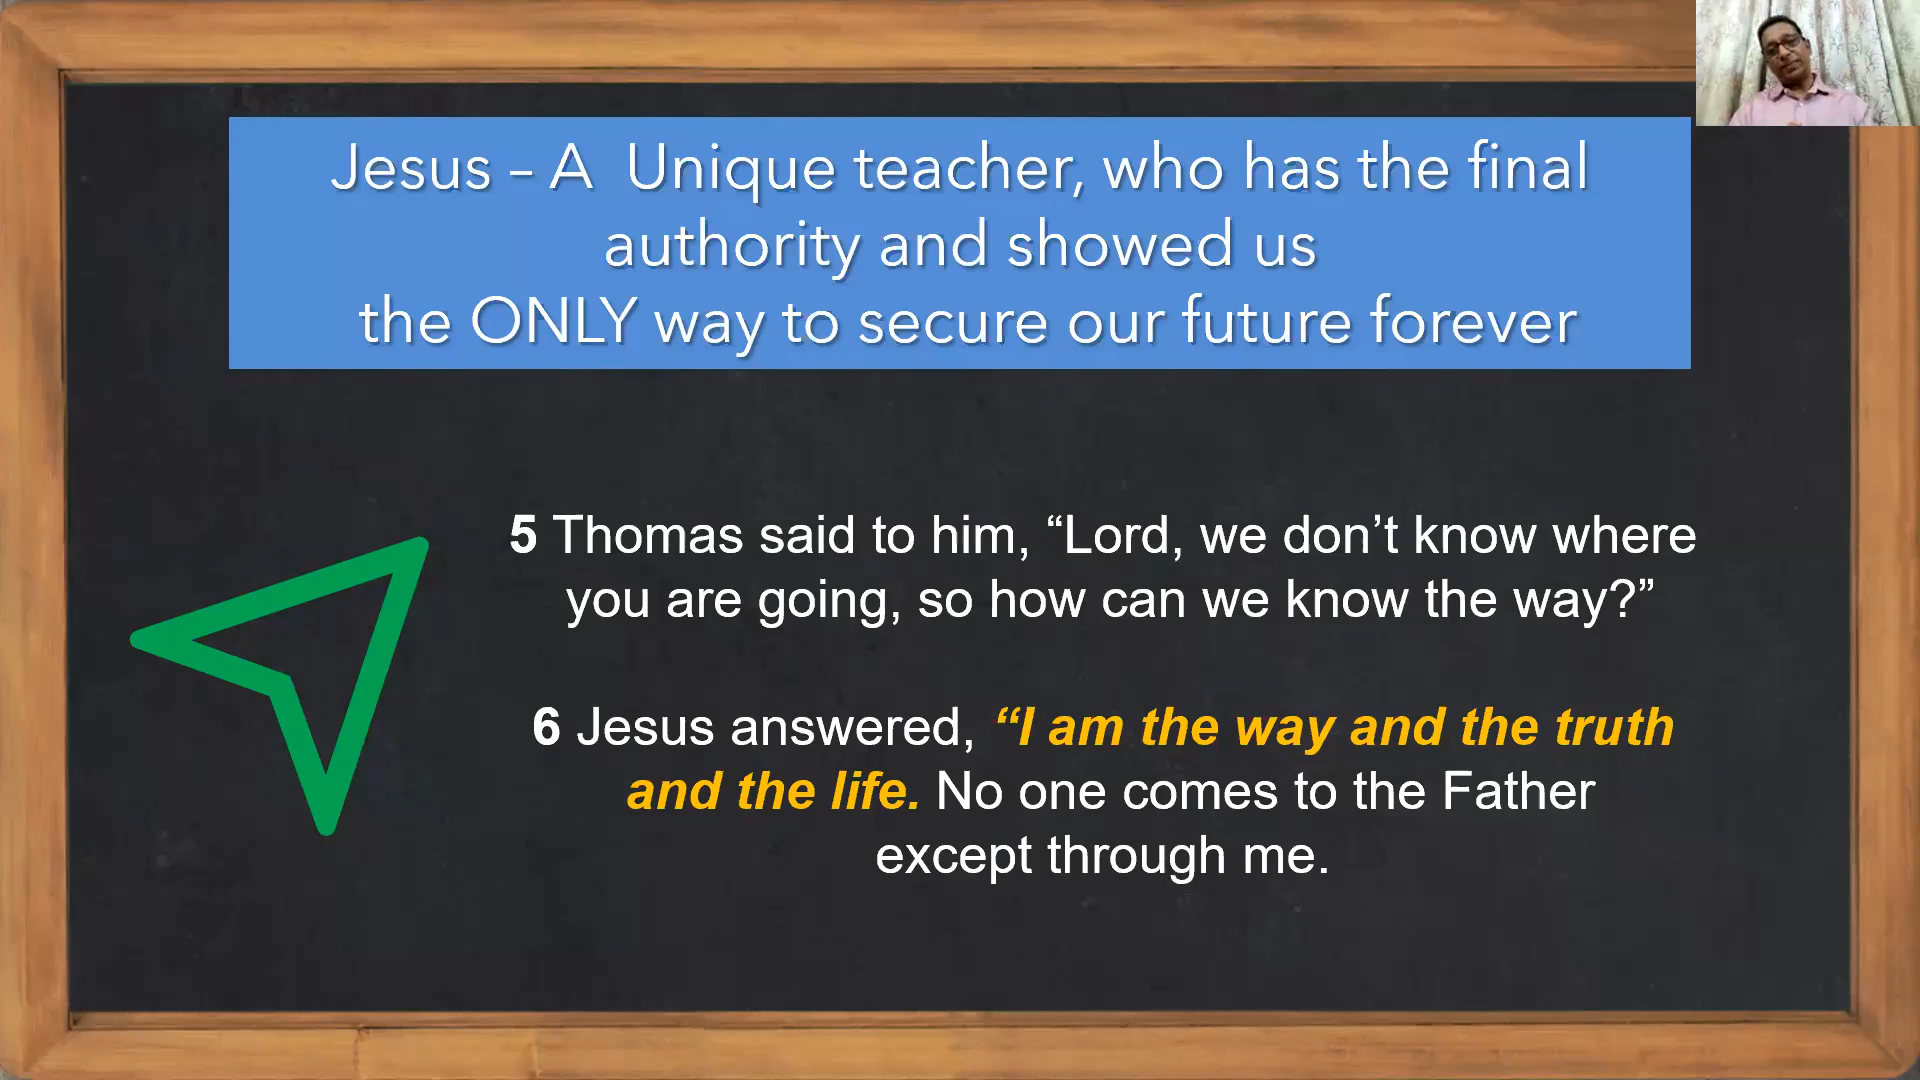 Jesus – A  Unique teacher, who has the final
authority and showed us
the ONLY way to secure our future forever
5 Thomas said to him, “Lord, we don’t know where
you are going, so how can we know the way?”
6 Jesus answered, “I am the way and the truth
and the life. No one comes to the Father
except through me.